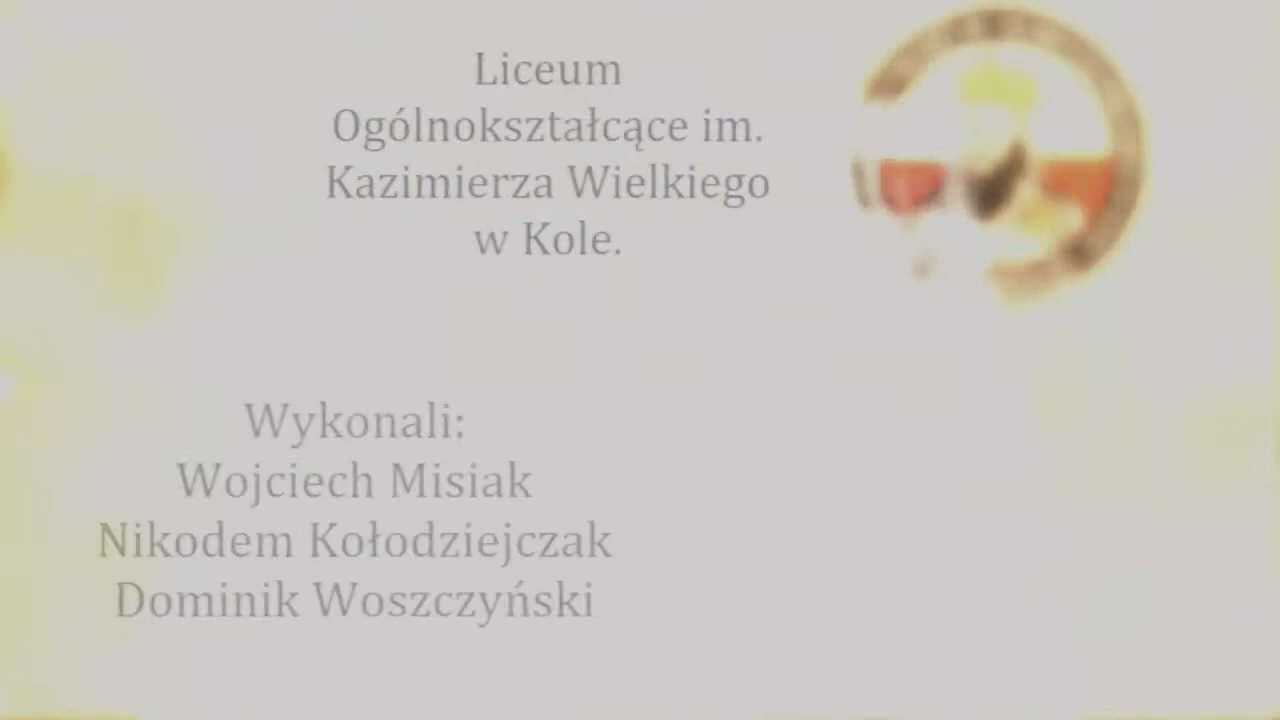 Liceum
Ogólnokształcące im.
Kazimierza Wielkiego
w Kole.
Wykonali:
Wojciech Misiak
Nikodem Kołodziejczak
Dominik Woszczyński